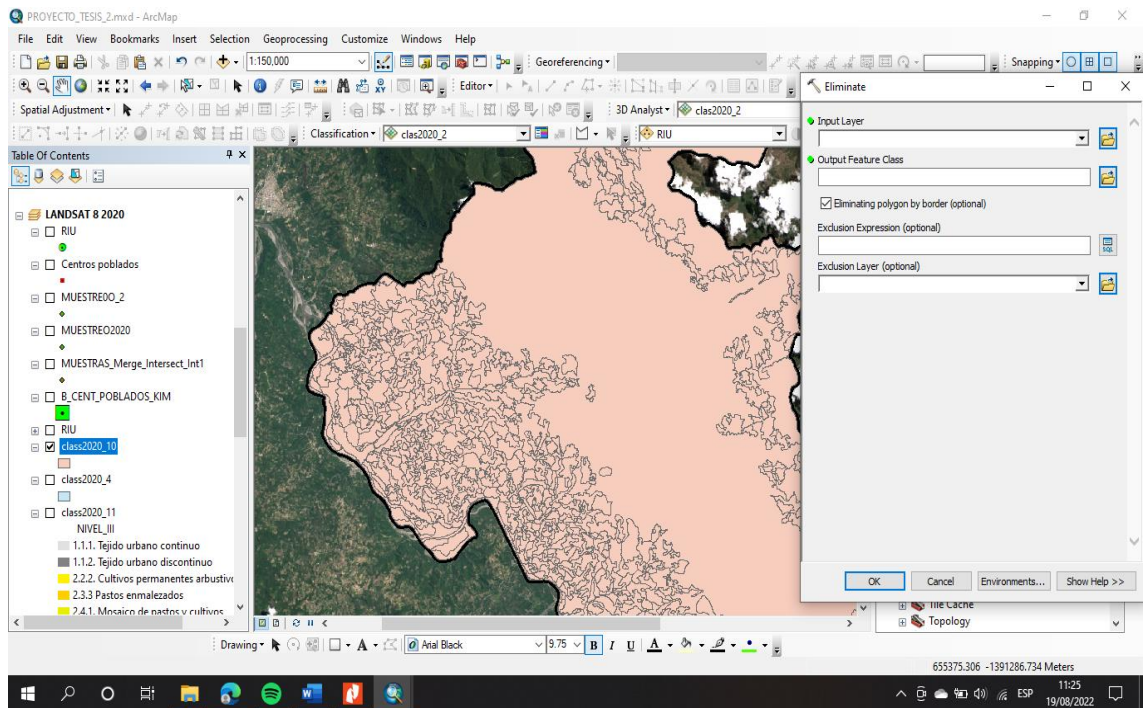 PROYECTO_TESIS_2.mxd - ArcMap
File Edit View Bookmarks Insert Selection Geoprocessing Customize Windows Help
1:150,000
Georeferencing
Snapping
Editor
Spatial Adjustment
3D Analyst
clas2020_2
Classification
clas2020_2
RIU
Table Of Contents
LANDSAT 8 2020
RIU
Centros poblados
MUESTRE0O_2
MUESTREO2020
MUESTRAS_Merge_Intersect_Int1
B_CENT_POBLADOS_KIM
RIU
class2020_10
class2020_4
class2020_11
NIVEL_III
1.1.1. Tejido urbano continuo
1.1.2. Tejido urbano discontinuo
2.2.2. Cultivos permanentes arbustiv
2.3.3 Pastos enmalezados
2.4.1. Mosaico de pastos y cultivos
Eliminate
Input Layer
Output Feature Class
Eliminating polygon by border (optional)
Exclusion Expression (optional)
SQL
Exclusion Layer (optional)
OK Cancel Environments... Show Help >>
Tile Cache
Topology
Drawing A Arial Black 9.75 B I U A
655375.306 -1391286.734 Meters
ESP
11:25
19/08/2022